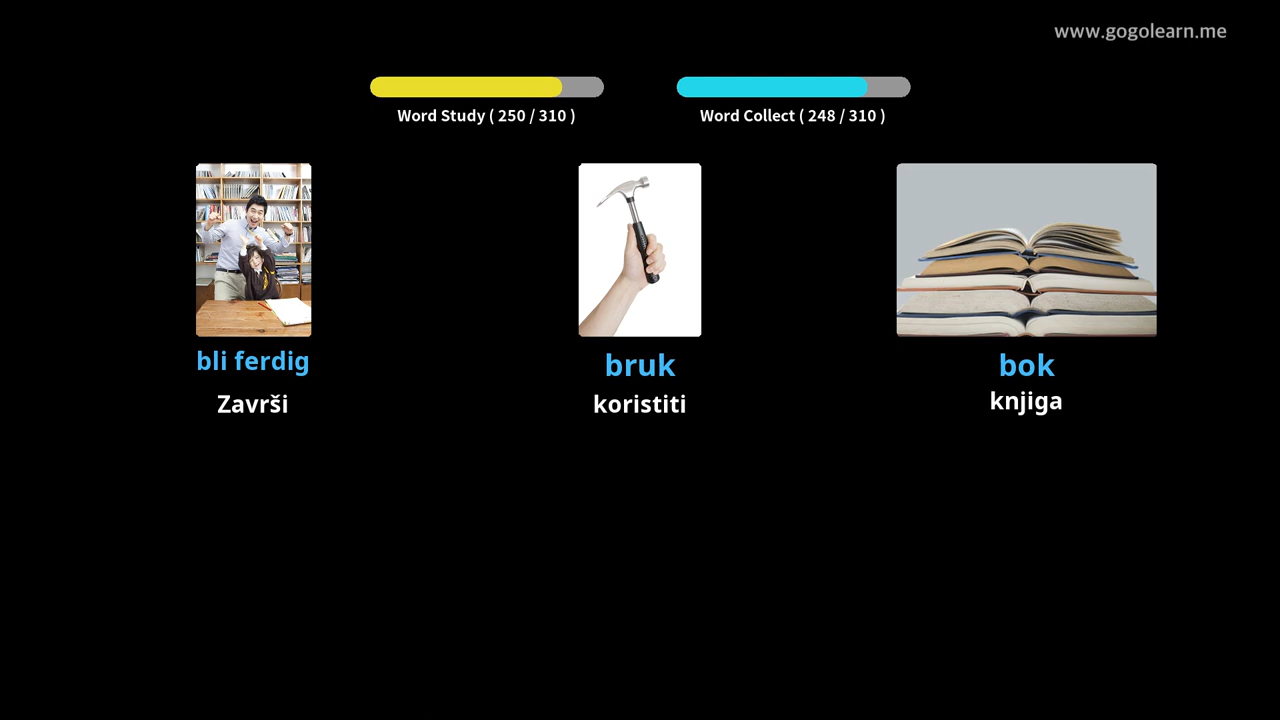 www.gogolearn.me
Word Study ( 250 / 310 )
Word Collect ( 248 / 310 )
bli ferdig
Završi
bruk
koristiti
bok
knjiga